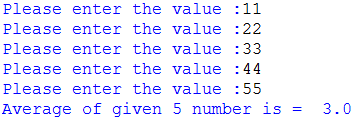 Please enter the value :11
Please enter the value :22
Please enter the value :33
Please enter the value :44
Please enter the value :55
Average of given 5 number is =  3.0